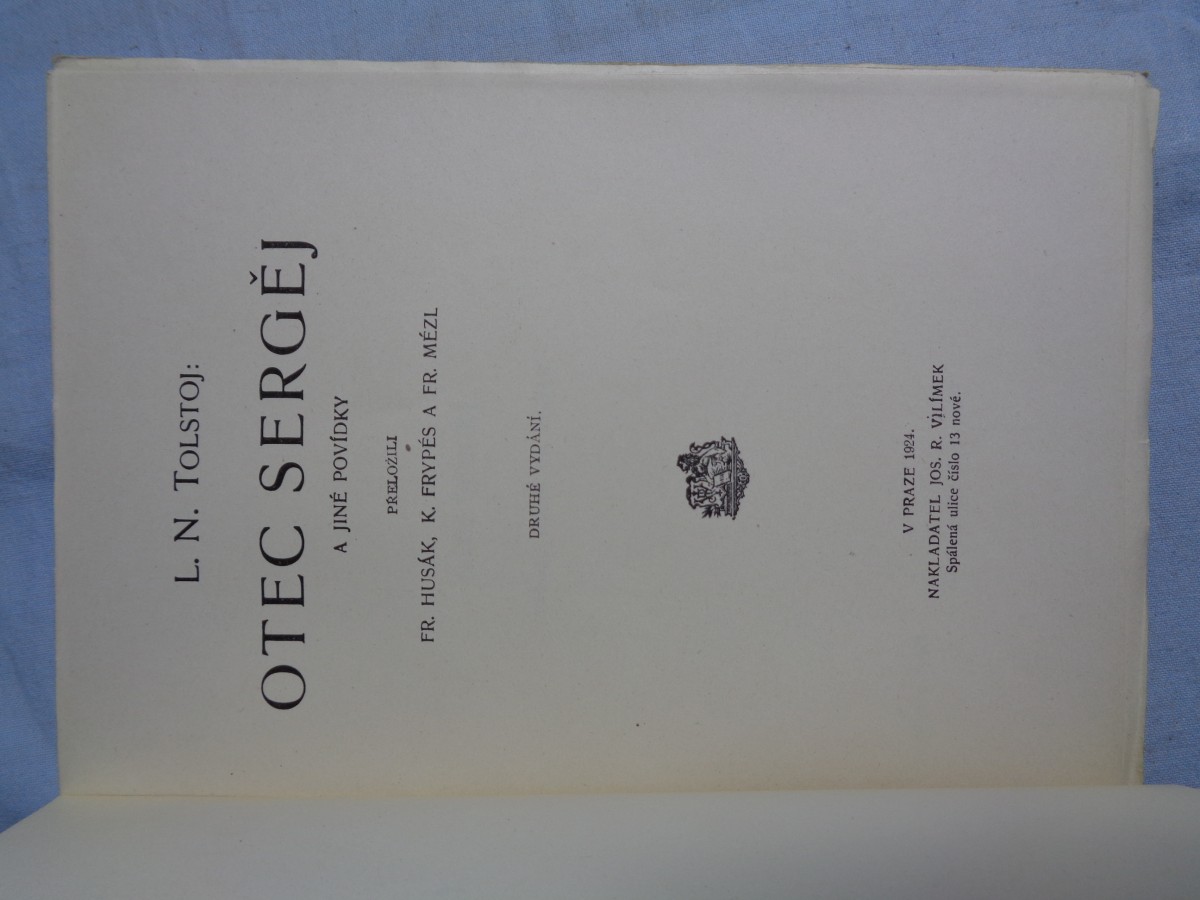 L. N. TOLSTOJ:
OTEC SERGĚJ
A JINÉ POVÍDKY
PŘELOŽILI
FR. HUSÁK, K. FRYPÉS A FR. MÉZL
DRUHÉ VYDÁNÍ.
V PRAZE 1924.
NAKLADATEL JOS. R. VILÍMEK
Spálená ulice číslo 13 nové.